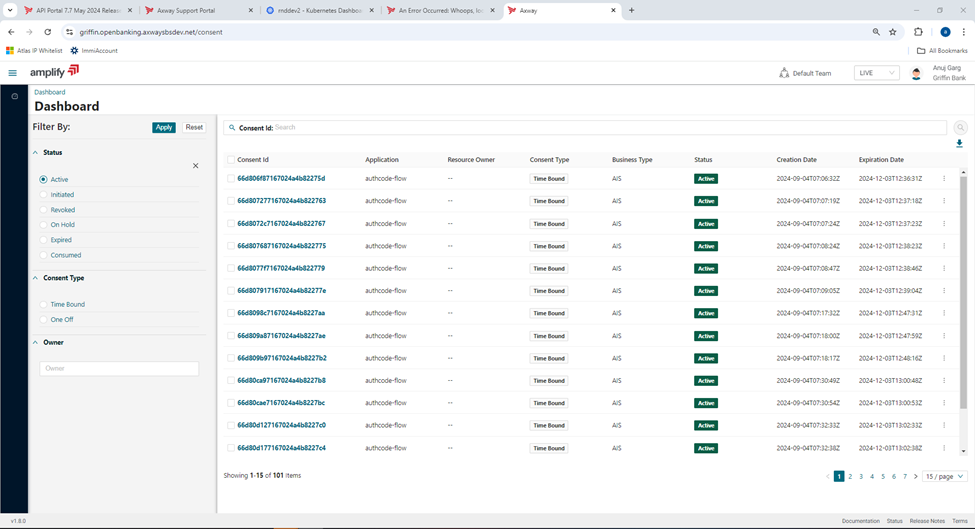 API Portal 7.7 May 2024 Releas
Axway Support Portal
rnddev2 - Kubernetes Dashboa
An Error Occurred: Whoops, loo
Axway
griffin.openbanking.axwaysbsdev.net/consent
Atlas IP Whitelist ImmiAccount All Bookmarks
amplify Default Team LIVE Anuj Garg
Griffin Bank
Dashboard
Dashboard
Filter By: Apply Reset
Status
Active
Initiated
Revoked
On Hold
Expired
Consumed
Consent Type
Time Bound
One Off
Owner
Owner
Consent Id: Search
Consent Id Application Resource Owner Consent Type Business Type Status Creation Date Expiration Date
66d806f87167024a4b82275d authcode-flow -- Time Bound AIS Active 2024-09-04T07:06:32Z 2024-12-03T12:36:31Z
66d807277167024a4b822763 authcode-flow -- Time Bound AIS Active 2024-09-04T07:07:19Z 2024-12-03T12:37:18Z
66d8072c7167024a4b822767 authcode-flow -- Time Bound AIS Active 2024-09-04T07:07:24Z 2024-12-03T12:37:23Z
66d807687167024a4b822775 authcode-flow -- Time Bound AIS Active 2024-09-04T07:08:24Z 2024-12-03T12:38:23Z
66d8077f7167024a4b822779 authcode-flow -- Time Bound AIS Active 2024-09-04T07:08:47Z 2024-12-03T12:38:46Z
66d807917167024a4b82277e authcode-flow -- Time Bound AIS Active 2024-09-04T07:09:05Z 2024-12-03T12:39:04Z
66d8098c7167024a4b8227aa authcode-flow -- Time Bound AIS Active 2024-09-04T07:17:32Z 2024-12-03T12:47:31Z
66d809a87167024a4b8227ae authcode-flow -- Time Bound AIS Active 2024-09-04T07:18:00Z 2024-12-03T12:47:59Z
66d809b97167024a4b8227b2 authcode-flow -- Time Bound AIS Active 2024-09-04T07:18:17Z 2024-12-03T12:48:16Z
66d80ca97167024a4b8227b8 authcode-flow -- Time Bound AIS Active 2024-09-04T07:30:49Z 2024-12-03T13:00:48Z
66d80cae7167024a4b8227bc authcode-flow -- Time Bound AIS Active 2024-09-04T07:30:54Z 2024-12-03T13:00:53Z
66d80d127167024a4b8227c0 authcode-flow -- Time Bound AIS Active 2024-09-04T07:32:33Z 2024-12-03T13:02:33Z
66d80d177167024a4b8227c4 authcode-flow -- Time Bound AIS Active 2024-09-04T07:32:38Z 2024-12-03T13:02:38Z
Showing 1-15 of 101 items 1 2 3 4 5 6 7 15 / page
v1.8.0 Documentation Status Release Notes Terms